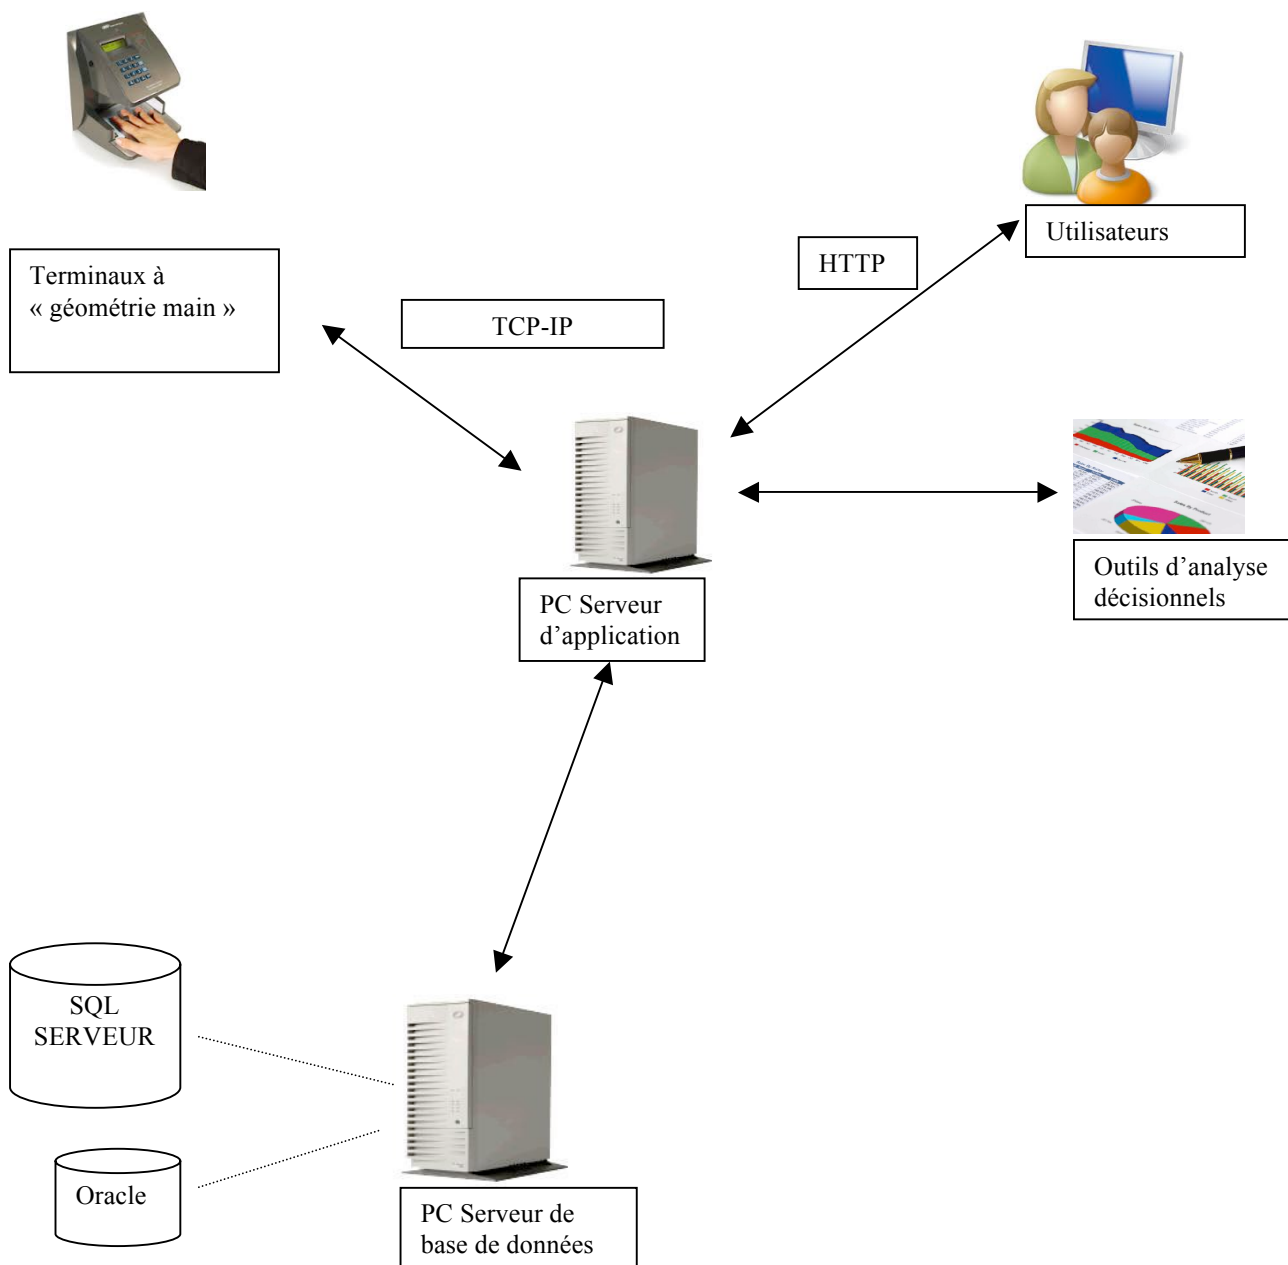 Utilisateurs
HTTP
Terminaux à
« géométrie main »
TCP-IP
Outils d’analyse
décisionnels
PC Serveur
d’application
SQL
SERVEUR
Oracle
PC Serveur de
base de données